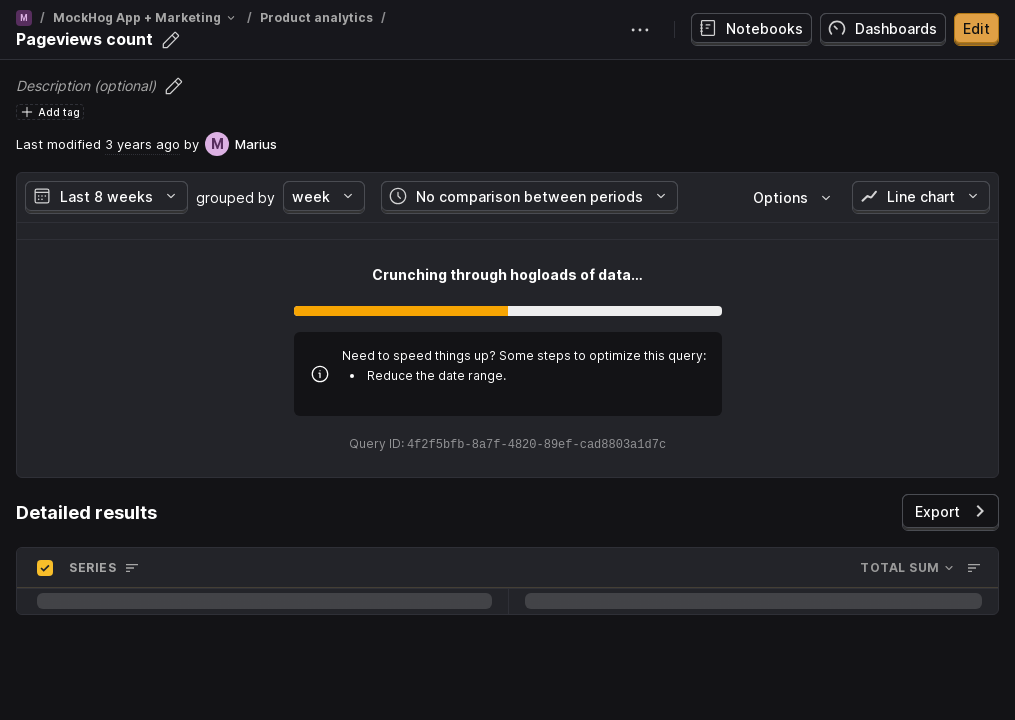 M / MockHog App + Marketing / Product analytics /
Pageviews count
Notebooks
Dashboards
Edit
Description (optional)
Add tag
Last modified 3 years ago by M Marius
Last 8 weeks grouped by week No comparison between periods Options Line chart
Crunching through hogloads of data...
Need to speed things up? Some steps to optimize this query:
• Reduce the date range.
Query ID: 4f2f5bfb-8a7f-4820-89ef-cad8803a1d7c
Detailed results
Export
SERIES TOTAL SUM